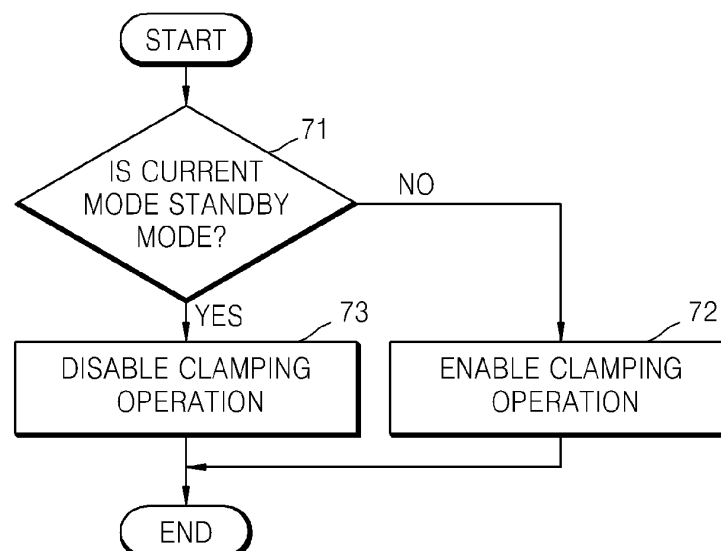 START
71
IS CURRENT
MODE STANDBY
MODE?
NO
YES
73
72
DISABLE CLAMPING
OPERATION
ENABLE CLAMPING
OPERATION
END